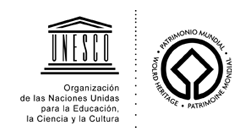 UNESCO
Organización
de las Naciones Unidas
para la Educación,
la Ciencia y la Cultura
PATRIMONIO MUNDIAL
WORLD HERITAGE
PATRIMOINE MONDIAL